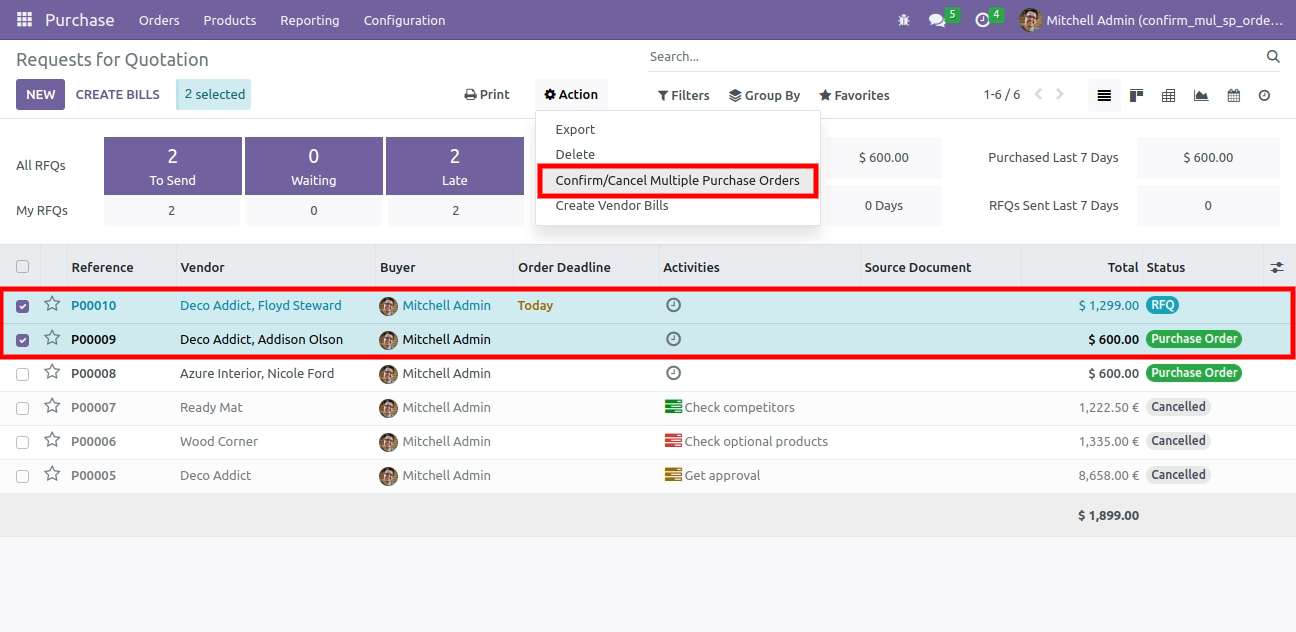 Purchase Orders Products Reporting Configuration 5 4 Mitchell Admin (confirm_mul_sp_orde...
Requests for Quotation Search...
NEW CREATE BILLS 2 selected Print Action Filters Group By Favorites 1-6 / 6
Export
Delete
Confirm/Cancel Multiple Purchase Orders
Create Vendor Bills
All RFQs 2 To Send 0 Waiting 2 Late $ 600.00 Purchased Last 7 Days $ 600.00
My RFQs 2 0 2 0 Days RFQs Sent Last 7 Days 0
Reference Vendor Buyer Order Deadline Activities Source Document Total Status
P00010 Deco Addict, Floyd Steward Mitchell Admin Today $ 1,299.00 RFQ
P00009 Deco Addict, Addison Olson Mitchell Admin $ 600.00 Purchase Order
P00008 Azure Interior, Nicole Ford Mitchell Admin $ 600.00 Purchase Order
P00007 Ready Mat Mitchell Admin Check competitors 1,222.50 € Cancelled
P00006 Wood Corner Mitchell Admin Check optional products 1,335.00 € Cancelled
P00005 Deco Addict Mitchell Admin Get approval 8,658.00 € Cancelled
$ 1,899.00